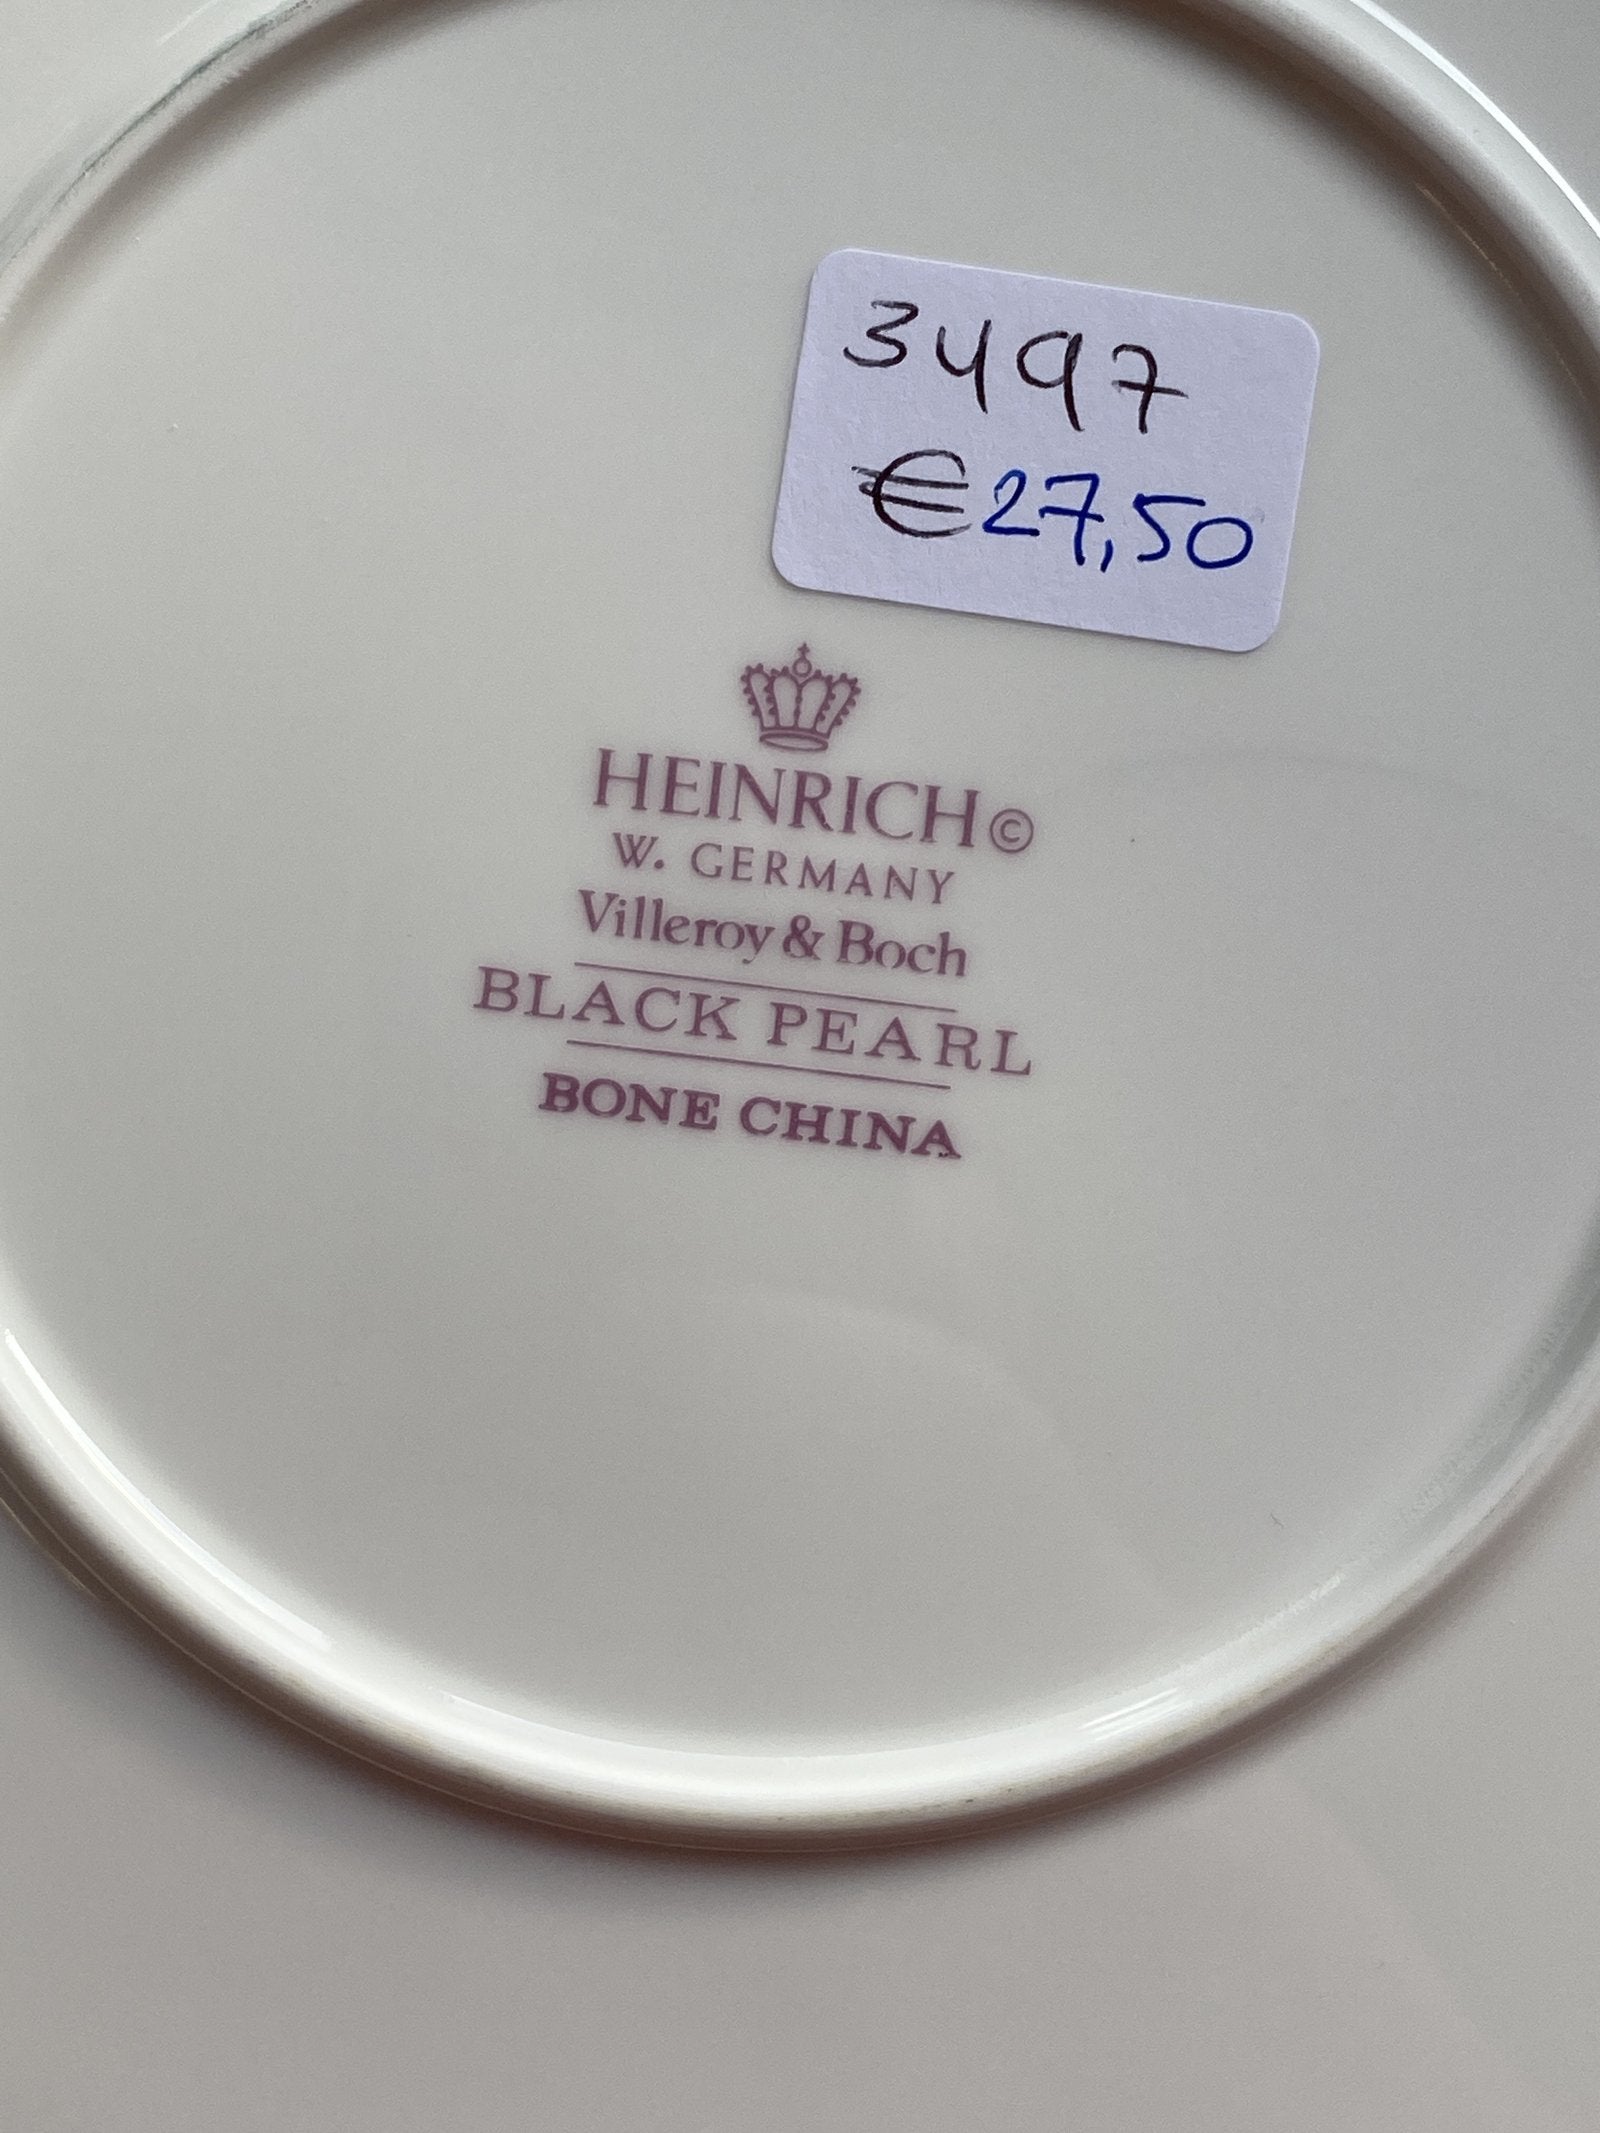 3497
€27,50
HEINRICH©
W. GERMANY
Villeroy & Boch
BLACK PEARL
BONE CHINA